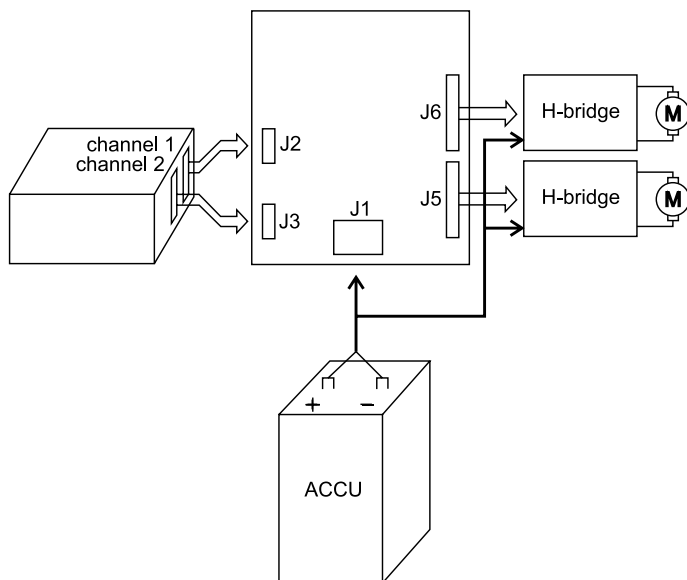 channel 1
channel 2
J2
J3
J1
J6
J5
H-bridge
M
H-bridge
M
+ −
ACCU